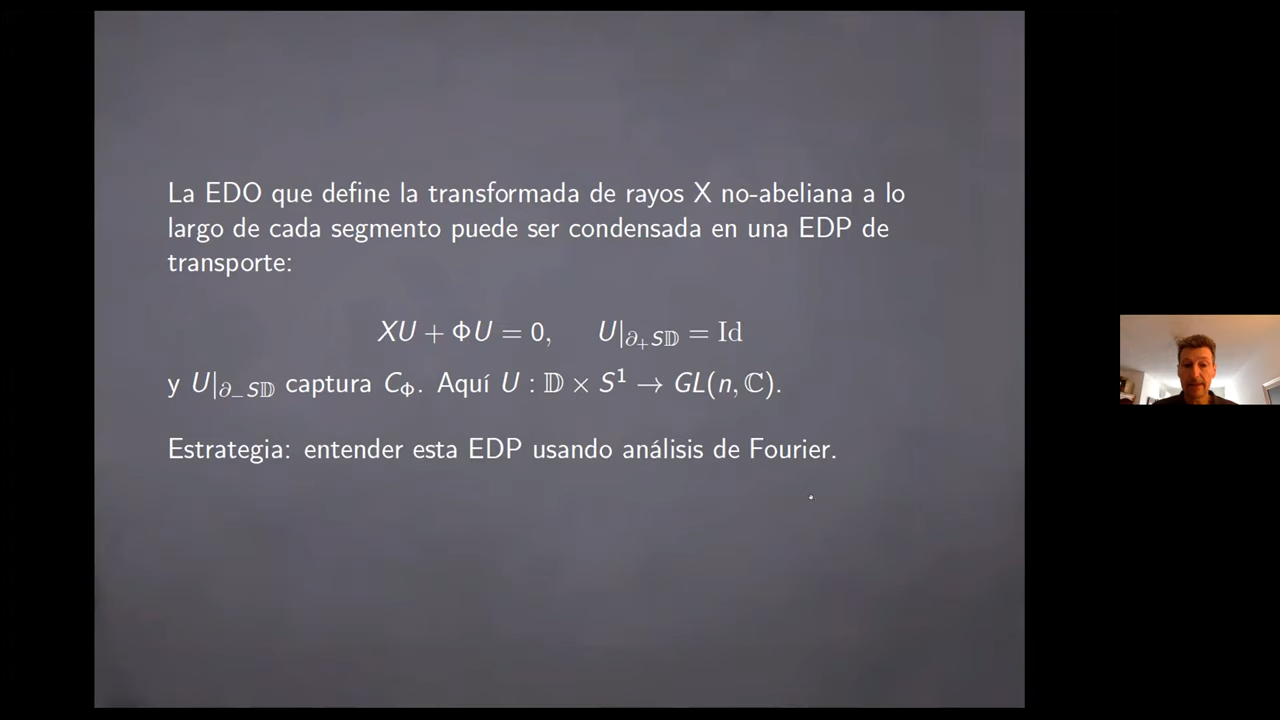 La EDO que define la transformada de rayos X no-abeliana a lo
largo de cada segmento puede ser condensada en una EDP de
transporte:
XU + ΦU = 0, U|∂₊S𝔻 = Id
y U|∂₋S𝔻 captura C_Φ. Aquí U : 𝔻 × S¹ → GL(n, ℂ).
Estrategia: entender esta EDP usando análisis de Fourier.